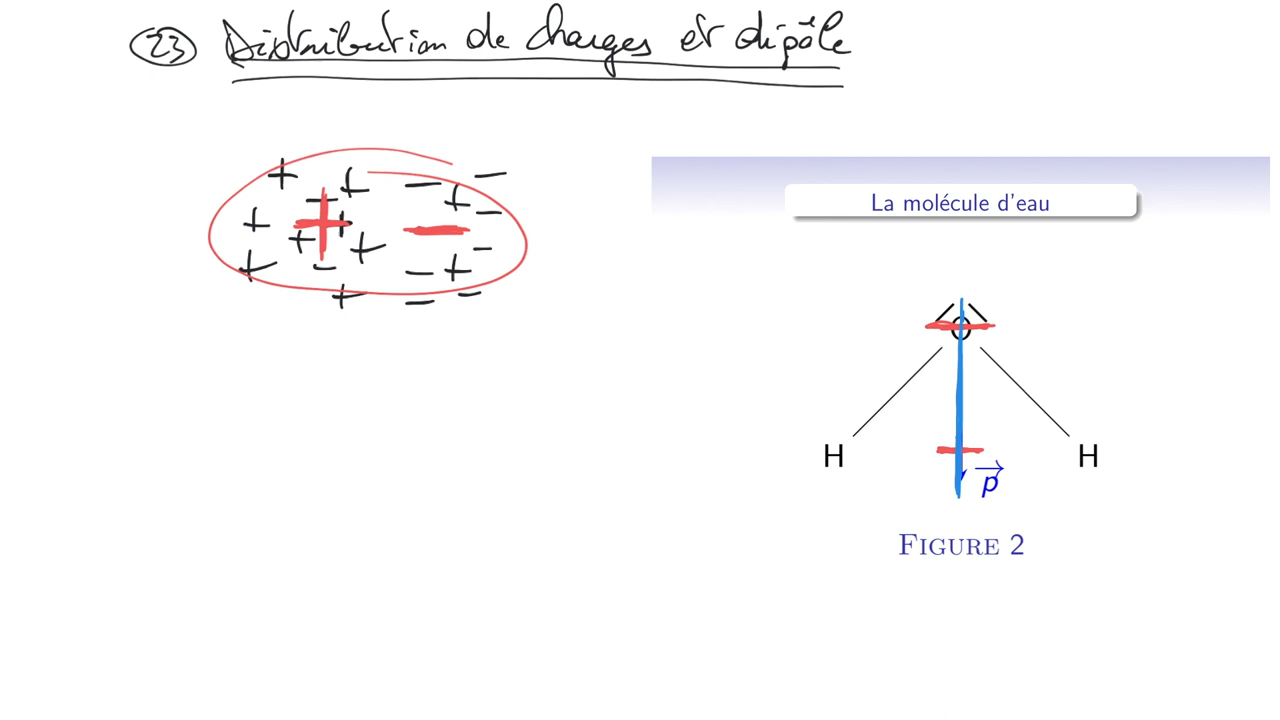 23 Distribution de charges et dipôle
+ + - -
- + -
+ + +
+ + -
+ - - +
+ - -
La molécule d'eau
O
H H
p
FIGURE 2